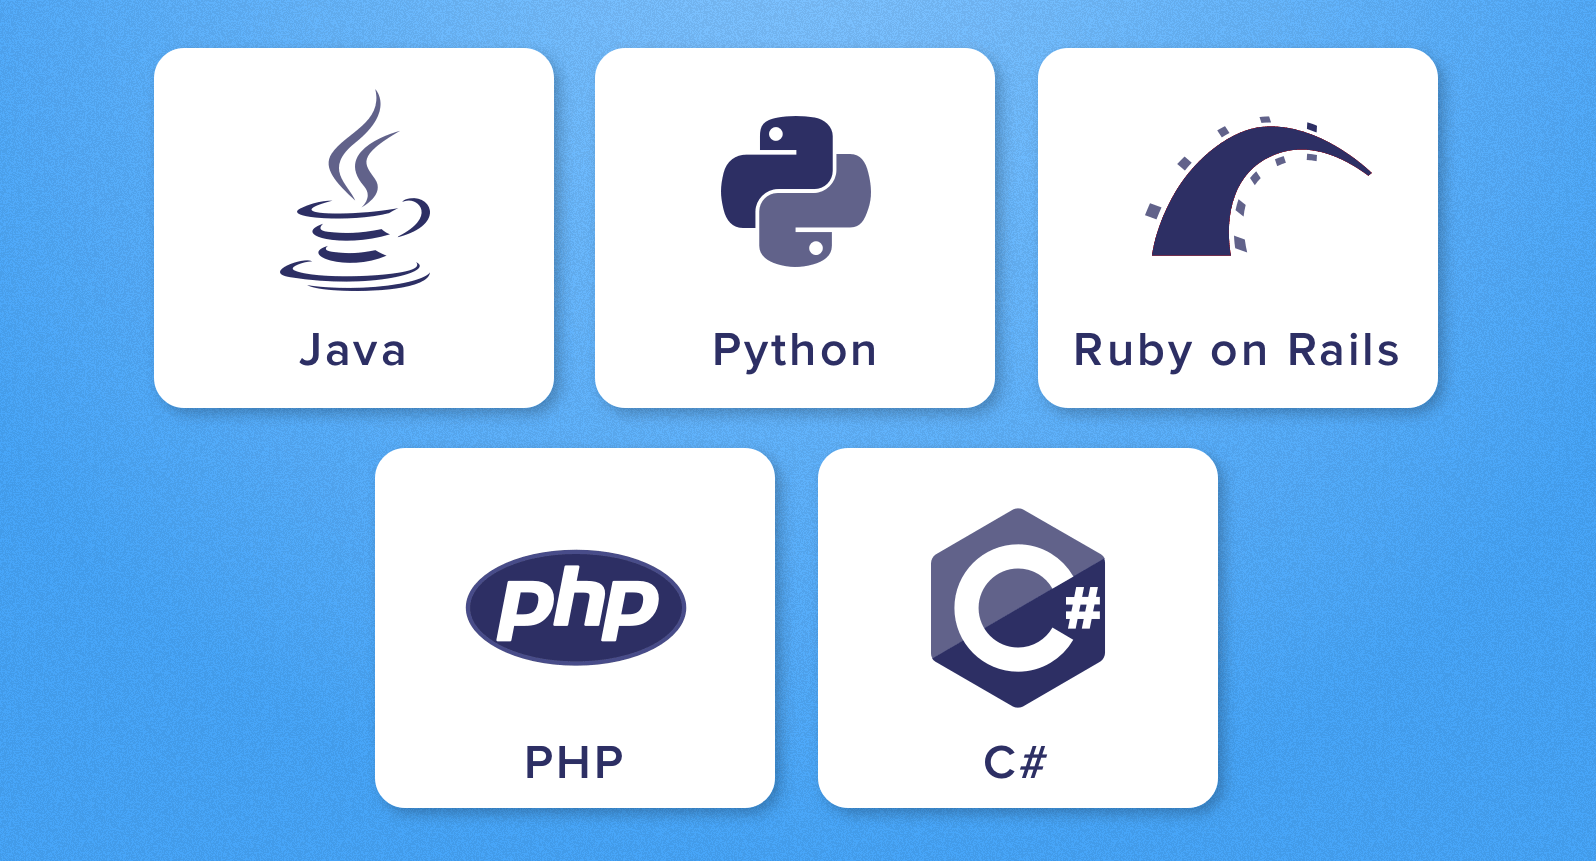 Java
Python
Ruby on Rails
php
C#
PHP
C#